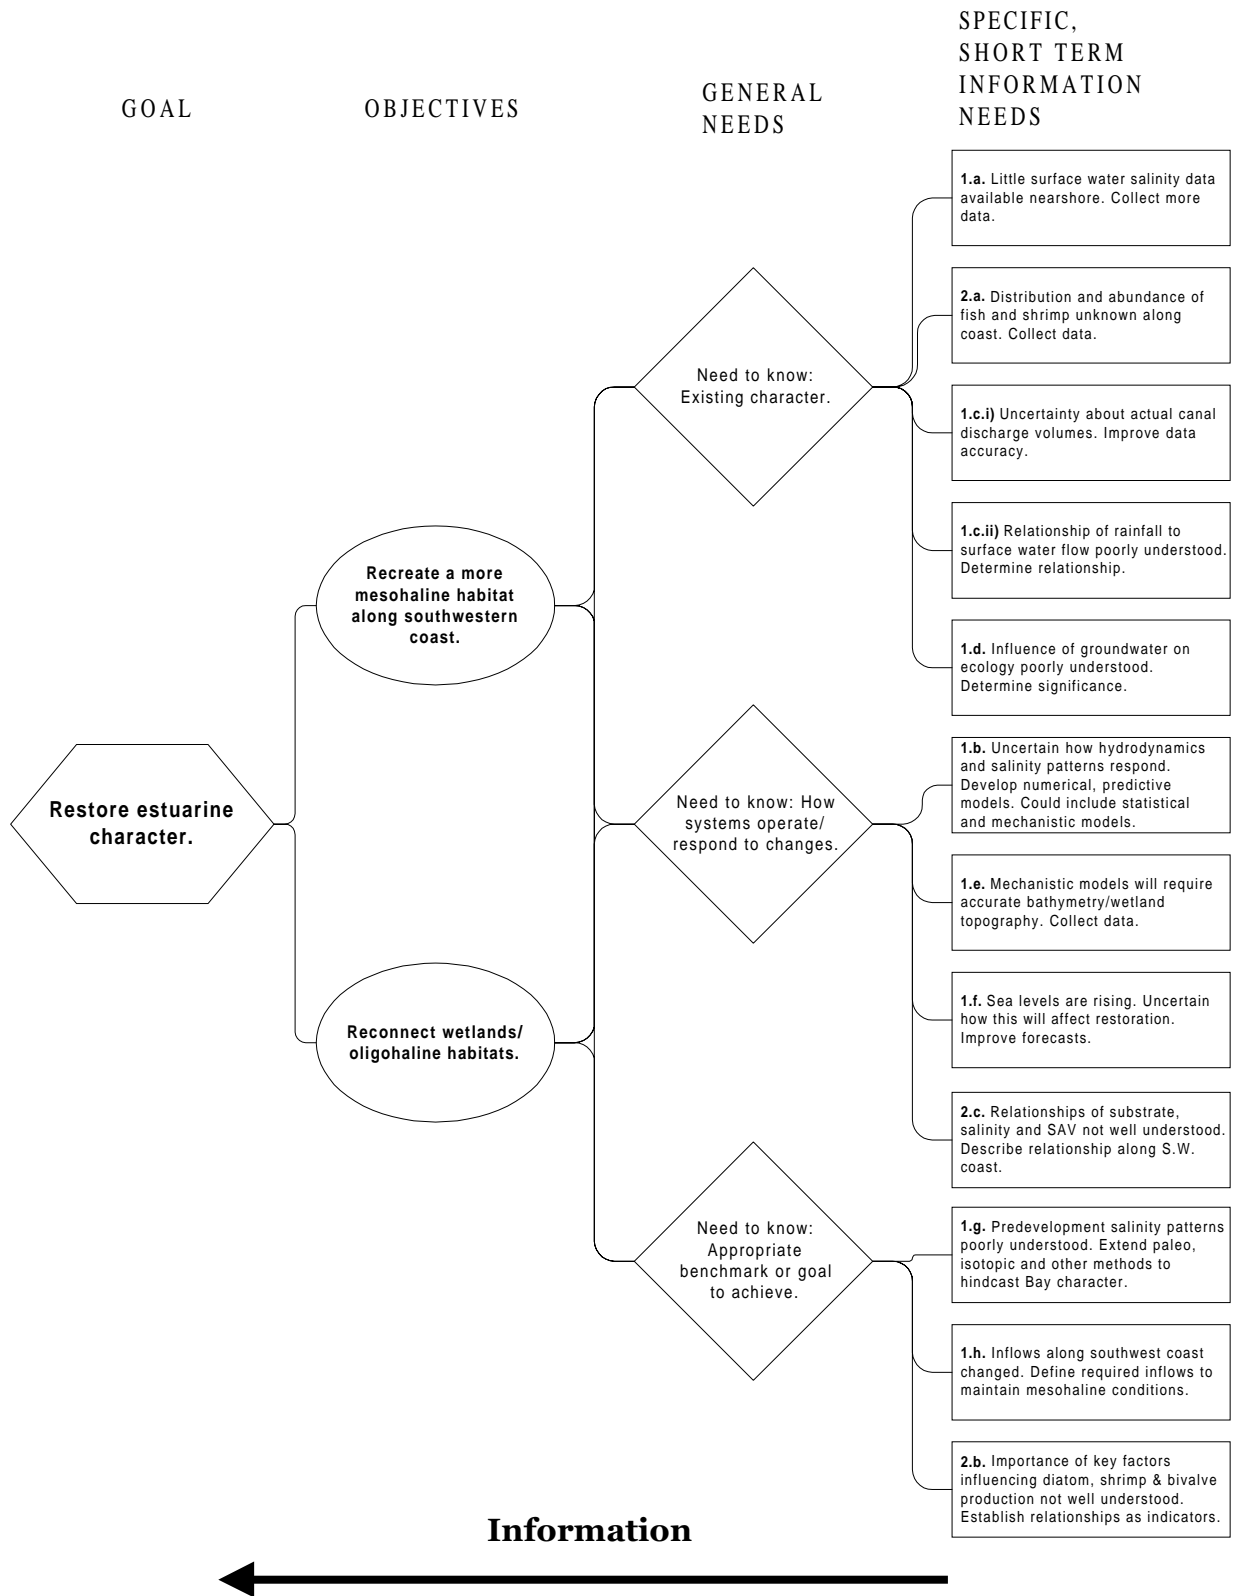 GOAL
OBJECTIVES
GENERAL
NEEDS
SPECIFIC,
SHORT TERM
INFORMATION
NEEDS
Restore estuarine
character.
Recreate a more
mesohaline habitat
along southwestern
coast.
Reconnect wetlands/
oligohaline habitats.
Need to know:
Existing character.
Need to know: How
systems operate/
respond to changes.
Need to know:
Appropriate
benchmark or goal
to achieve.
1.a. Little surface water salinity data
available nearshore. Collect more
data.
2.a. Distribution and abundance of
fish and shrimp unknown along
coast. Collect data.
1.c.i) Uncertainty about actual canal
discharge volumes. Improve data
accuracy.
1.c.ii) Relationship of rainfall to
surface water flow poorly understood.
Determine relationship.
1.d. Influence of groundwater on
ecology poorly understood.
Determine significance.
1.b. Uncertain how hydrodynamics
and salinity patterns respond.
Develop numerical, predictive
models. Could include statistical
and mechanistic models.
1.e. Mechanistic models will require
accurate bathymetry/wetland
topography. Collect data.
1.f. Sea levels are rising. Uncertain
how this will affect restoration.
Improve forecasts.
2.c. Relationships of substrate,
salinity and SAV not well understood.
Describe relationship along S.W.
coast.
1.g. Predevelopment salinity patterns
poorly understood. Extend paleo,
isotopic and other methods to
hindcast Bay character.
1.h. Inflows along southwest coast
changed. Define required inflows to
maintain mesohaline conditions.
2.b. Importance of key factors
influencing diatom, shrimp & bivalve
production not well understood.
Establish relationships as indicators.
Information